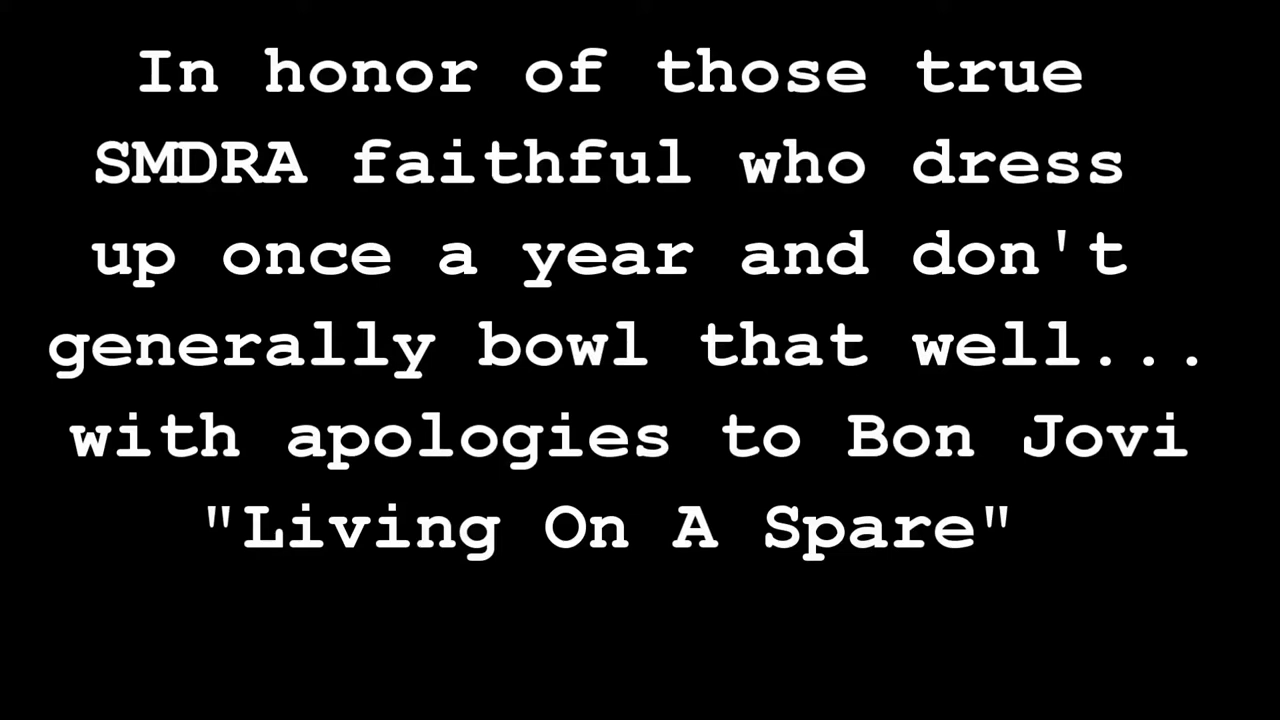 In honor of those true
SMDRA faithful who dress
up once a year and don't
generally bowl that well...
with apologies to Bon Jovi
"Living On A Spare"